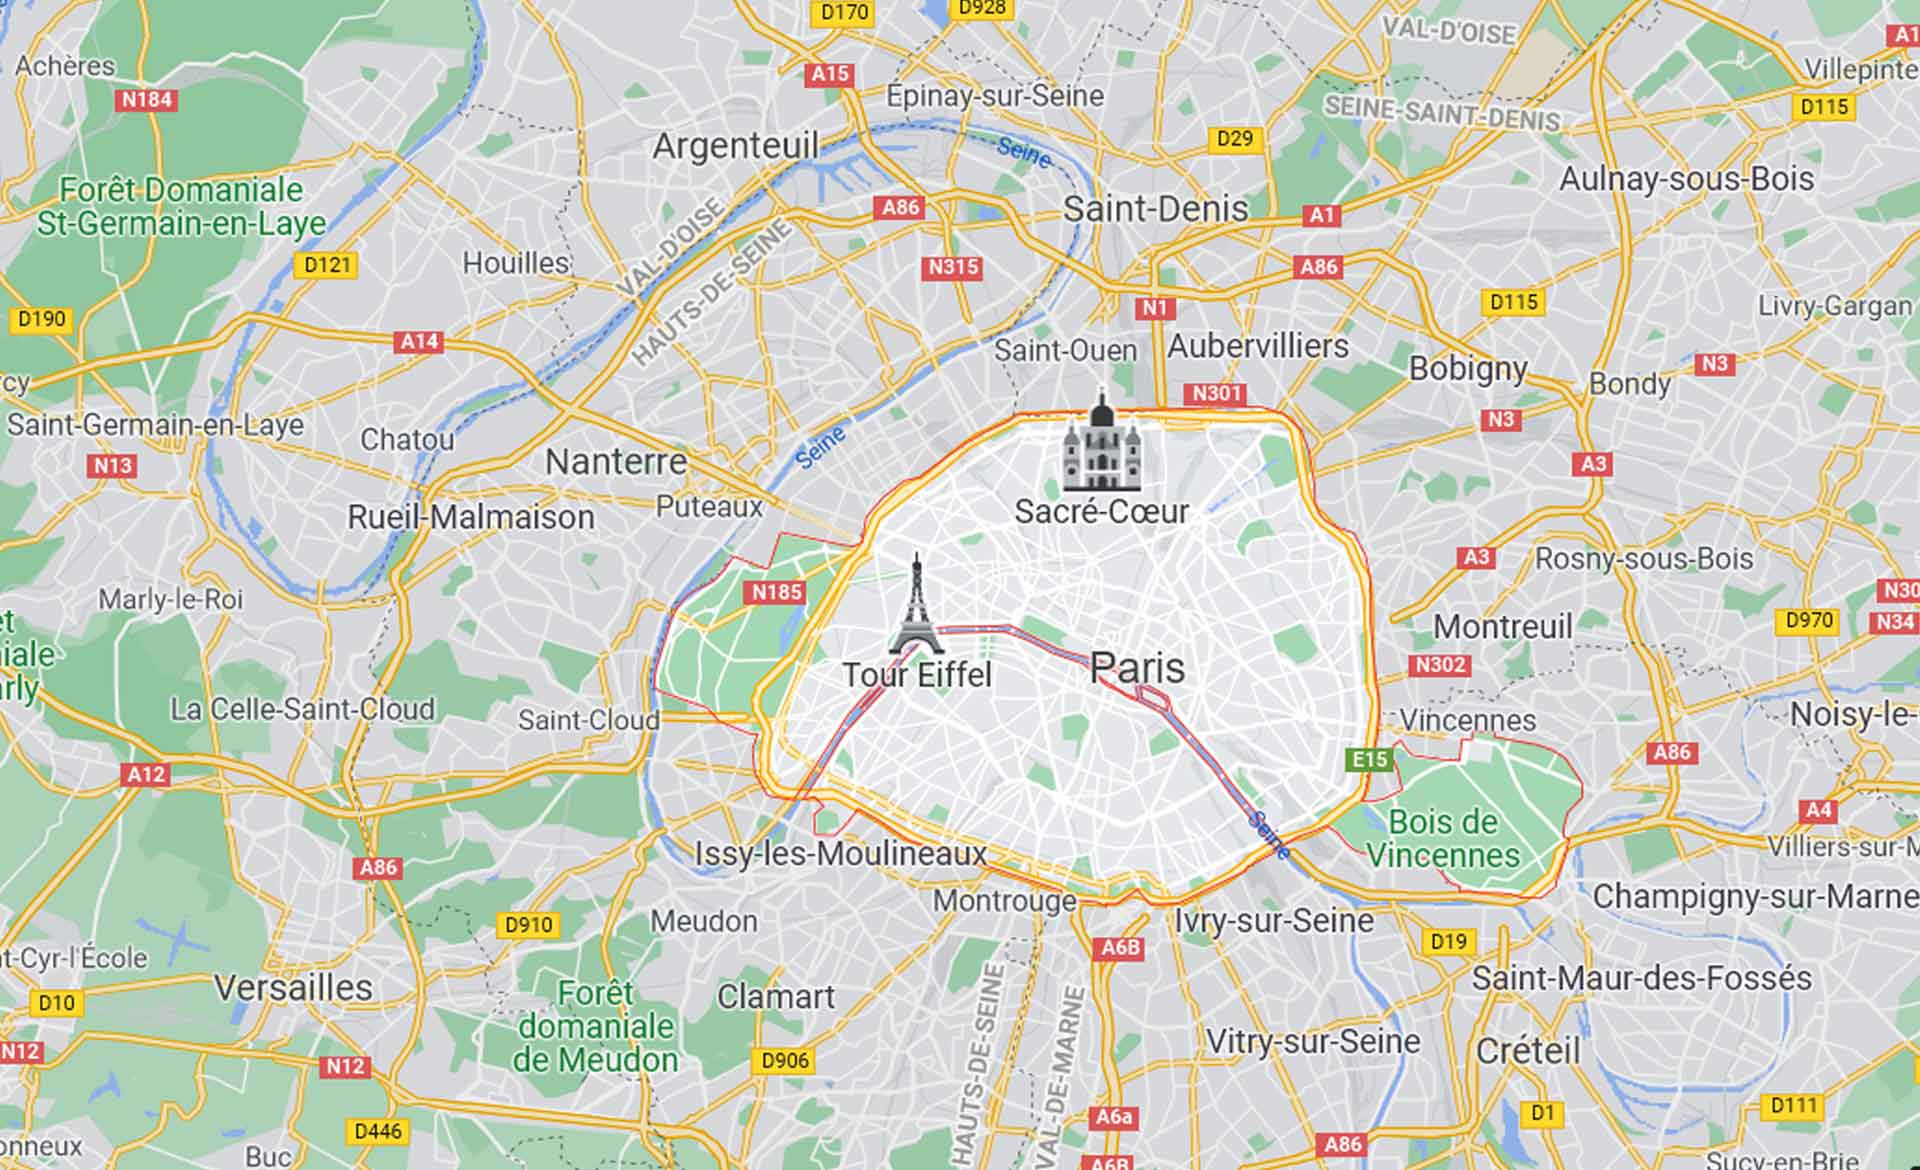 D170
D928
VAL-D'OISE
A1
Achères
A15
Villepinte
N184
Épinay-sur-Seine
SEINE-SAINT-DENIS
D115
Argenteuil
Seine
D29
Forêt Domaniale
St-Germain-en-Laye
Aulnay-sous-Bois
A86
Saint-Denis
A1
VAL-D'OISE
HAUTS-DE-SEINE
Houilles
D121
N315
A86
D190
N1
D115
Livry-Gargan
A14
Saint-Ouen
Aubervilliers
Bobigny
N3
cy
Bondy
N301
Saint-Germain-en-Laye
Chatou
Seine
N3
N13
Nanterre
A3
Puteaux
Rueil-Malmaison
Sacré-Cœur
A3
Rosny-sous-Bois
Marly-le-Roi
N185
N30
et
niale
arly
D970
N34
Montreuil
Tour Eiffel
Paris
N302
La Celle-Saint-Cloud
Saint-Cloud
Vincennes
Noisy-le-
A12
E15
A86
A4
Seine
Bois de
Vincennes
Issy-les-Moulineaux
Villiers-sur-M
A86
Montrouge
Champigny-sur-Marne
D910
Meudon
Ivry-sur-Seine
A6B
D19
t-Cyr-l'École
Versailles
D10
Forêt
domaniale
de Meudon
Clamart
HAUTS-DE-SEINE
VAL-DE-MARNE
Saint-Maur-des-Fossés
N12
N12
D906
Vitry-sur-Seine
Créteil
D446
A6a
D1
D111
onneux
Buc
A6B
A86
Sucy-en-Brie